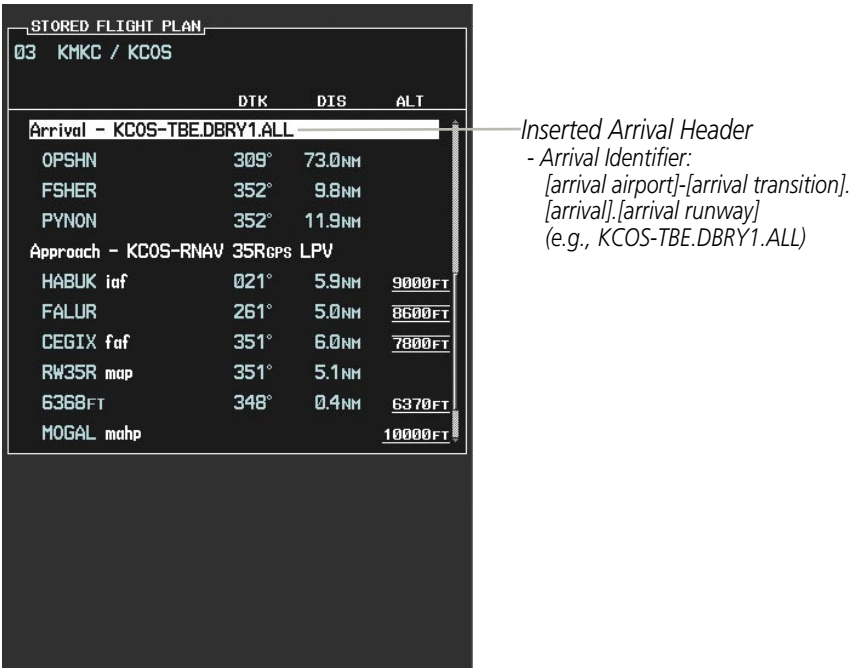 STORED FLIGHT PLAN
03 KMKC / KCOS
DTK DIS ALT
Arrival - KCOS-TBE.DBRY1.ALL
OPSHN 309° 73.0NM
FSHER 352° 9.8NM
PYNON 352° 11.9NM
Approach - KCOS-RNAV 35RGPS LPV
HABUK iaf 021° 5.9NM 9000FT
FALUR 261° 5.0NM 8600FT
CEGIX faf 351° 6.0NM 7800FT
RW35R map 351° 5.1NM
6368FT 348° 0.4NM 6370FT
MOGAL mahp 10000FT
Inserted Arrival Header
- Arrival Identifier:
[arrival airport]-[arrival transition].
[arrival].[arrival runway]
(e.g., KCOS-TBE.DBRY1.ALL)